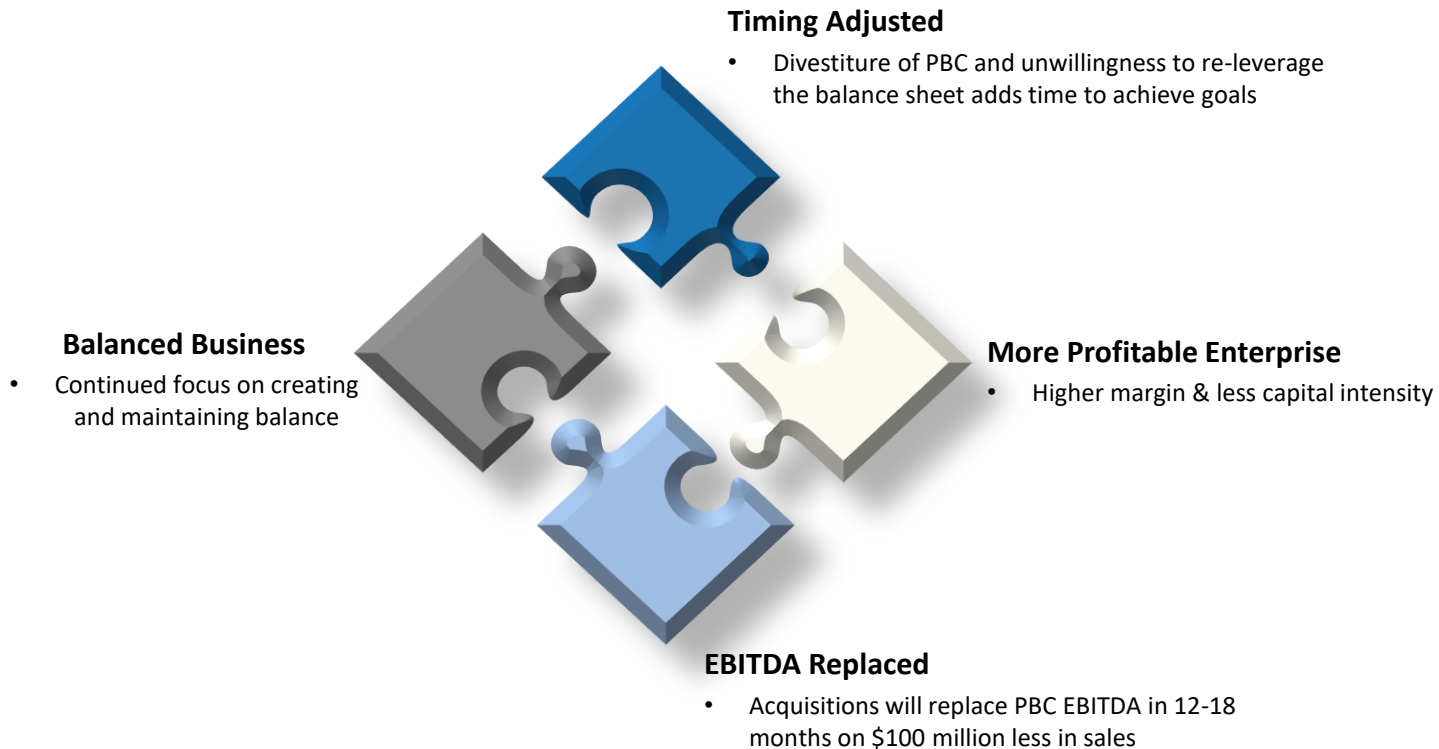 Timing Adjusted
• Divestiture of PBC and unwillingness to re-leverage
the balance sheet adds time to achieve goals
Balanced Business
• Continued focus on creating
and maintaining balance
More Profitable Enterprise
• Higher margin & less capital intensity
EBITDA Replaced
• Acquisitions will replace PBC EBITDA in 12-18
months on $100 million less in sales